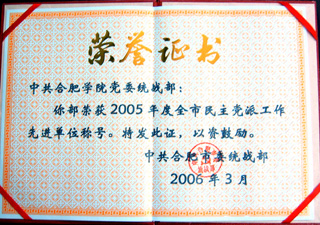 荣誉证书
中共合肥学院党委统战部：
你部荣获2005年度全市民主党派工作
先进单位称号。特发此证，以资鼓励。
中共合肥市委统战部
2006年3月